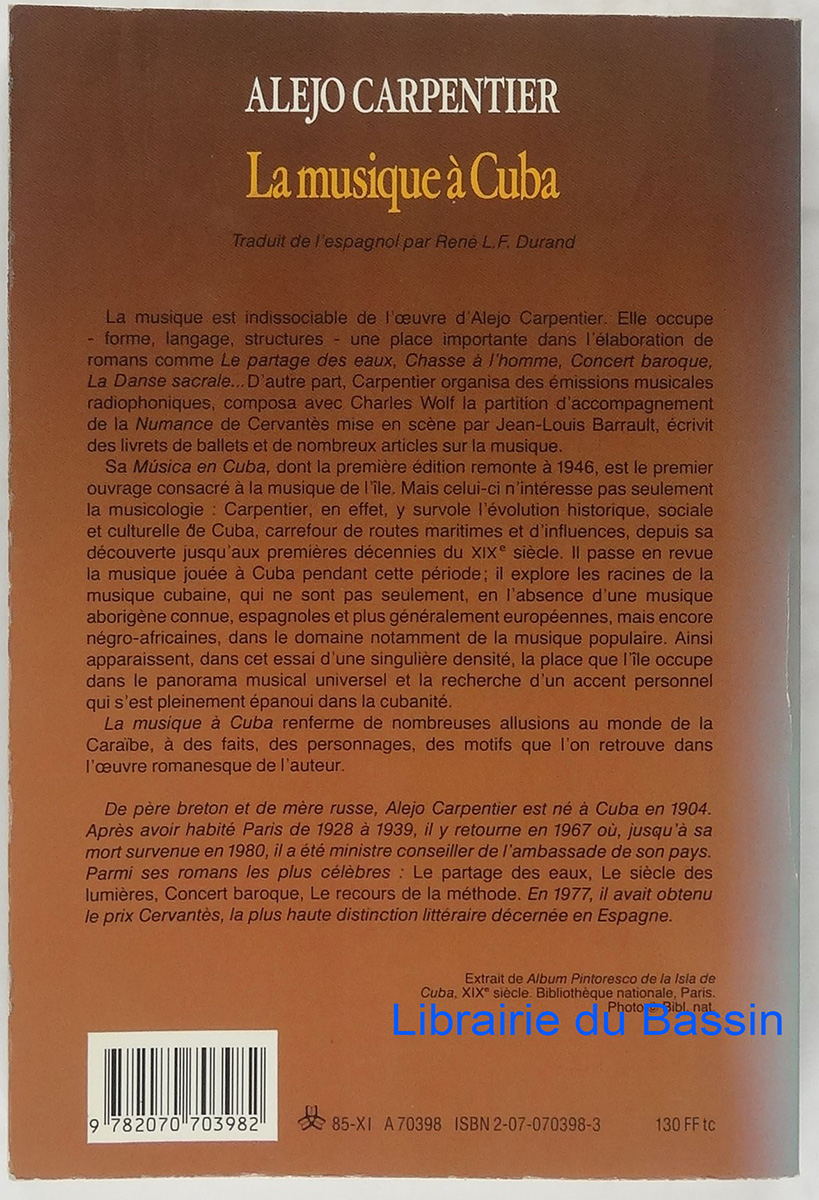 ALEJO CARPENTIER
La musique à Cuba
Traduit de l'espagnol par René L.F. Durand
La musique est indissociable de l'œuvre d'Alejo Carpentier. Elle occupe
- forme, langage, structures - une place importante dans l'élaboration de
romans comme Le partage des eaux, Chasse à l'homme, Concert baroque,
La Danse sacrale... D'autre part, Carpentier organisa des émissions musicales
radiophoniques, composa avec Charles Wolf la partition d'accompagnement
de la Numance de Cervantès mise en scène par Jean-Louis Barrault, écrivit
des livrets de ballets et de nombreux articles sur la musique.
Sa Música en Cuba, dont la première édition remonte à 1946, est le premier
ouvrage consacré à la musique de l'île. Mais celui-ci n'intéresse pas seulement
la musicologie : Carpentier, en effet, y survole l'évolution historique, sociale
et culturelle de Cuba, carrefour de routes maritimes et d'influences, depuis sa
découverte jusqu'aux premières décennies du XIXe siècle. Il passe en revue
la musique jouée à Cuba pendant cette période ; il explore les racines de la
musique cubaine, qui ne sont pas seulement, en l'absence d'une musique
aborigène connue, espagnoles et plus généralement européennes, mais encore
négro-africaines, dans le domaine notamment de la musique populaire. Ainsi
apparaissent, dans cet essai d'une singulière densité, la place que l'île occupe
dans le panorama musical universel et la recherche d'un accent personnel
qui s'est pleinement épanoui dans la cubanité.
La musique à Cuba renferme de nombreuses allusions au monde de la
Caraïbe, à des faits, des personnages, des motifs que l'on retrouve dans
l'œuvre romanesque de l'auteur.
De père breton et de mère russe, Alejo Carpentier est né à Cuba en 1904.
Après avoir habité Paris de 1928 à 1939, il y retourne en 1967 où, jusqu'à sa
mort survenue en 1980, il a été ministre conseiller de l'ambassade de son pays.
Parmi ses romans les plus célèbres : Le partage des eaux, Le siècle des
lumières, Concert baroque, Le recours de la méthode. En 1977, il avait obtenu
le prix Cervantès, la plus haute distinction littéraire décernée en Espagne.
Extrait de Album Pintoresco de la Isla de
Cuba, XIXe siècle. Bibliothèque nationale, Paris.
Photo © Bibl. nat.
Librairie du Bassin
9 782070 703982
85-XI A 70398 ISBN 2-07-070398-3 130 FF tc